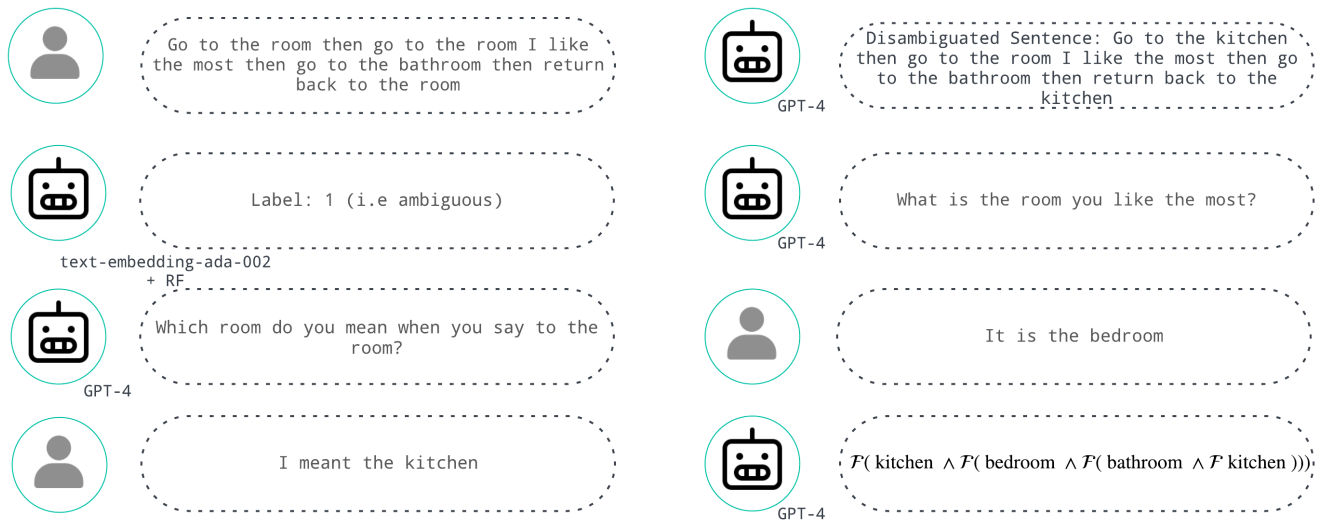 Go to the room then go to the room I like
the most then go to the bathroom then return
back to the room
Label: 1 (i.e ambiguous)
text-embedding-ada-002
+ RF
Which room do you mean when you say to the
room?
GPT-4
I meant the kitchen
Disambiguated Sentence: Go to the kitchen
then go to the room I like the most then go
to the bathroom then return back to the
kitchen
GPT-4
What is the room you like the most?
GPT-4
It is the bedroom
ℱ( kitchen ∧ ℱ( bedroom ∧ ℱ( bathroom ∧ ℱ kitchen )))
GPT-4